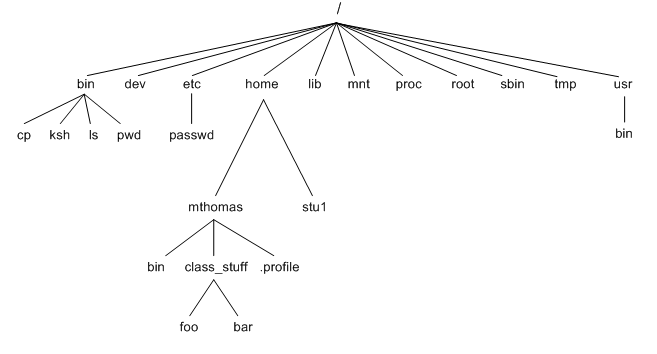 /
bin dev etc home lib mnt proc root sbin tmp usr
cp ksh ls pwd passwd bin
mthomas stu1
bin class_stuff .profile
foo bar